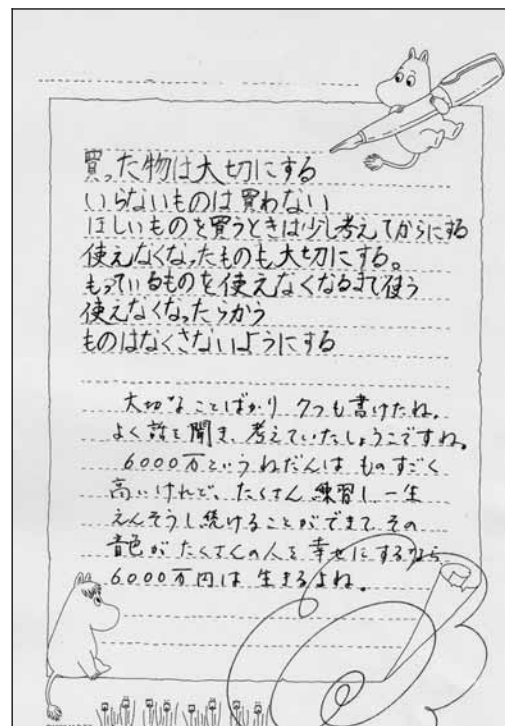 買った物は大切にする
いらないものは買わない
ほしいものを買うときは少し考えてからにする
使えなくなったものも大切にする。
もっているものを使えなくなるまで使う
使えなくなったらかう
ものはなくさないようにする
大切なことばかり 7つも書けたね。
よく話を聞き、考えていたしょうこですね。
6000万というねだんは ものすごく
高いけれど、たくさん 練習し 一生
えんそうし続けることができて その
音色が たくさんの人を 幸せにするなら
6000万円は 生きるよね。